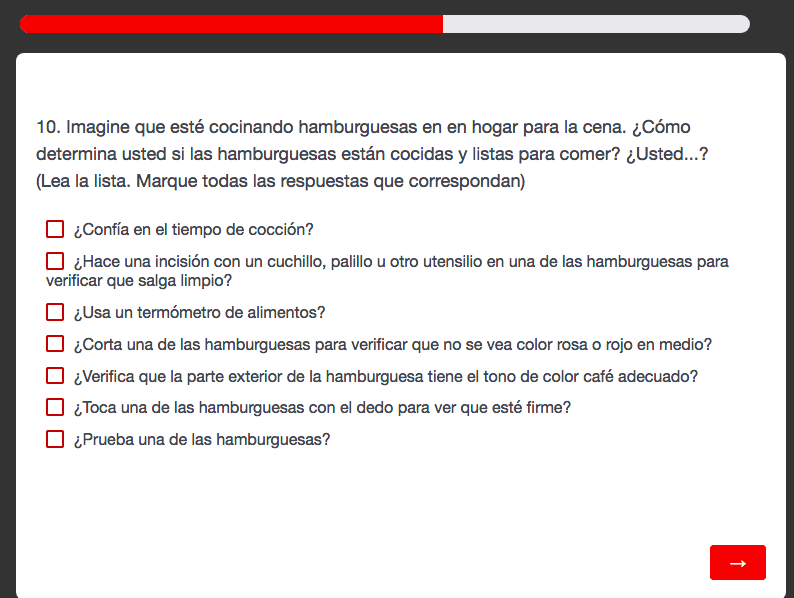 10. Imagine que esté cocinando hamburguesas en en hogar para la cena. ¿Cómo
determina usted si las hamburguesas están cocidas y listas para comer? ¿Usted...?
(Lea la lista. Marque todas las respuestas que correspondan)
¿Confía en el tiempo de cocción?
¿Hace una incisión con un cuchillo, palillo u otro utensilio en una de las hamburguesas para
verificar que salga limpio?
¿Usa un termómetro de alimentos?
¿Corta una de las hamburguesas para verificar que no se vea color rosa o rojo en medio?
¿Verifica que la parte exterior de la hamburguesa tiene el tono de color café adecuado?
¿Toca una de las hamburguesas con el dedo para ver que esté firme?
¿Prueba una de las hamburguesas?
→